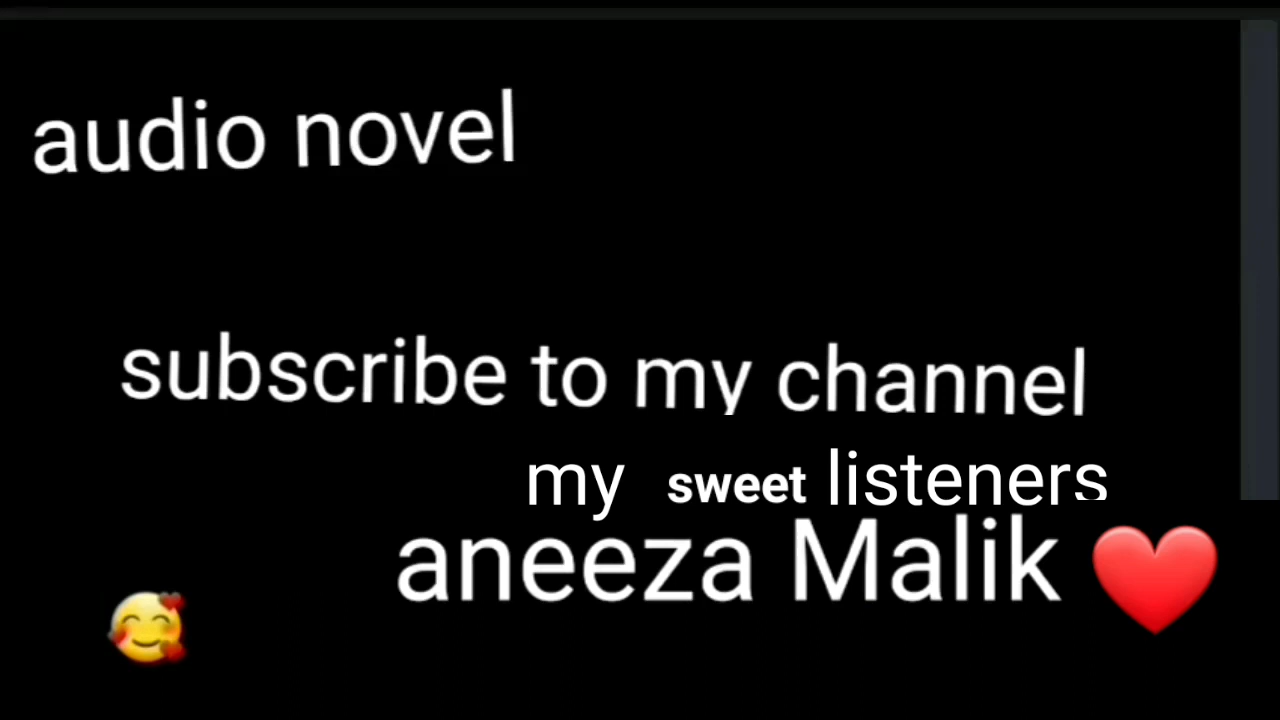 audio novel
subscribe to my channel
my sweet listeners
aneeza Malik ❤️
🥰